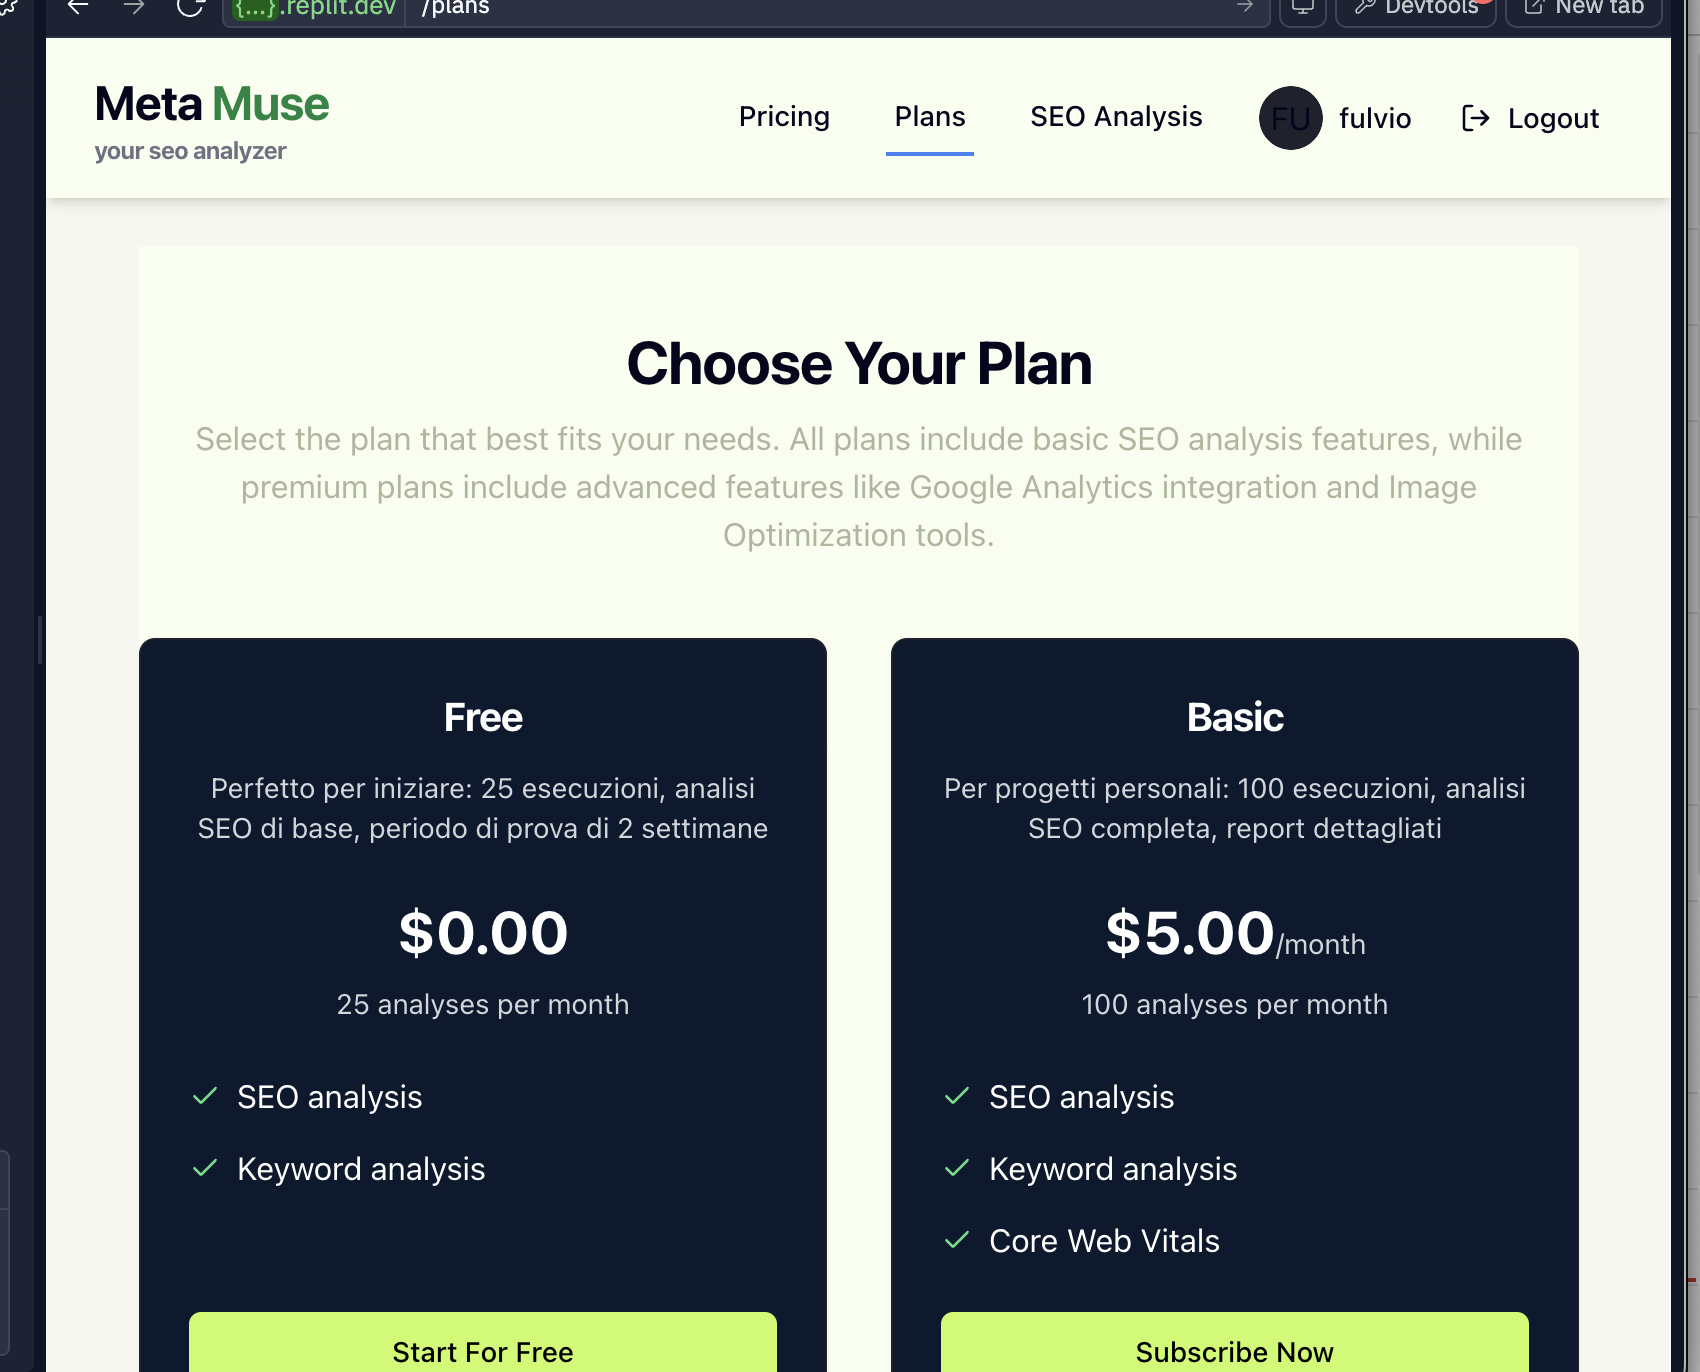 {...}.replit.dev /plans
Devtools
New tab
Meta Muse
your seo analyzer
Pricing
Plans
SEO Analysis
FU
fulvio
Logout
Choose Your Plan
Select the plan that best fits your needs. All plans include basic SEO analysis features, while
premium plans include advanced features like Google Analytics integration and Image
Optimization tools.
Free
Perfetto per iniziare: 25 esecuzioni, analisi
SEO di base, periodo di prova di 2 settimane
$0.00
25 analyses per month
SEO analysis
Keyword analysis
Start For Free
Basic
Per progetti personali: 100 esecuzioni, analisi
SEO completa, report dettagliati
$5.00/month
100 analyses per month
SEO analysis
Keyword analysis
Core Web Vitals
Subscribe Now